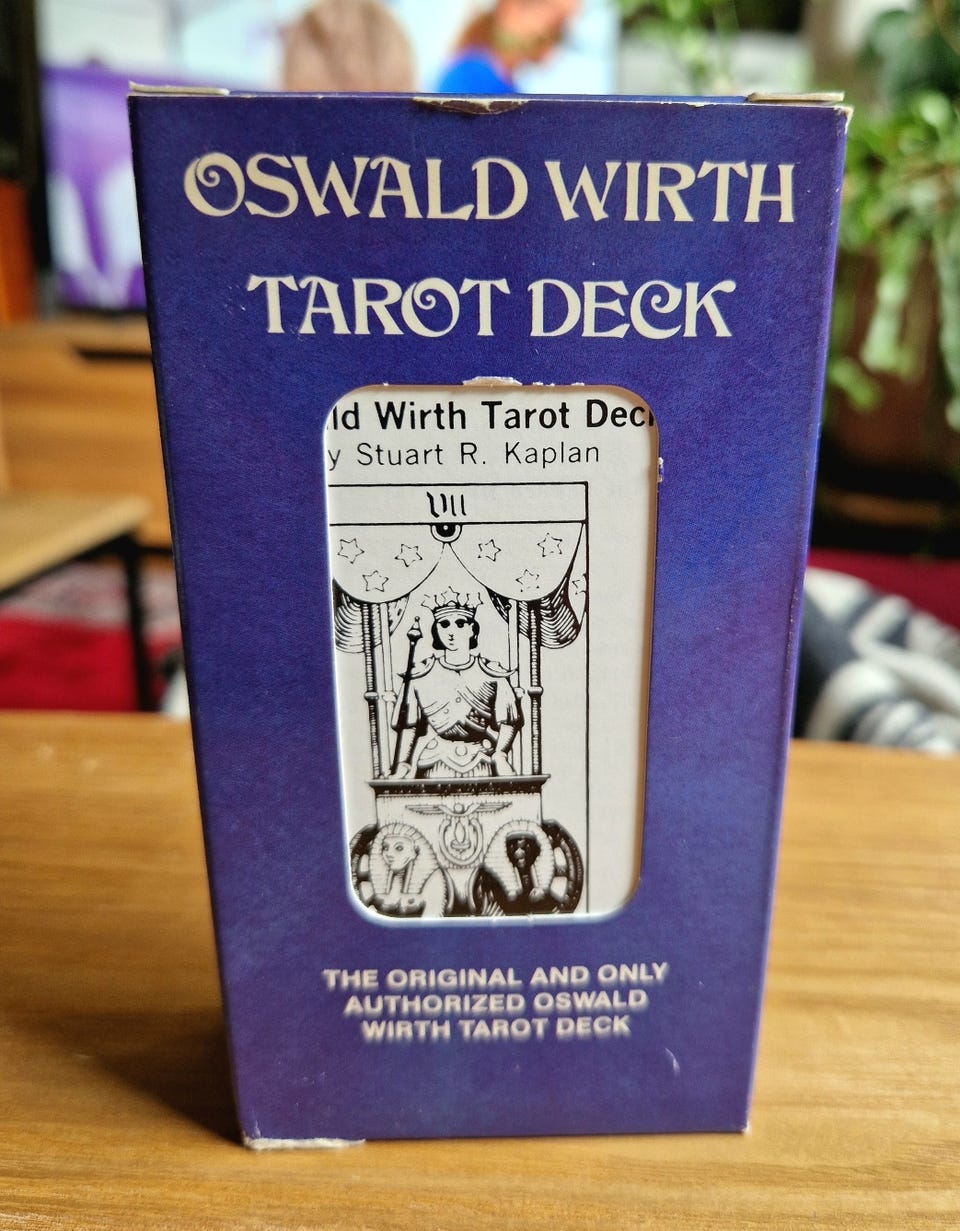 OSWALD WIRTH
TAROT DECK
ld Wirth Tarot Dec
y Stuart R. Kaplan
VII
THE ORIGINAL AND ONLY
AUTHORIZED OSWALD
WIRTH TAROT DECK